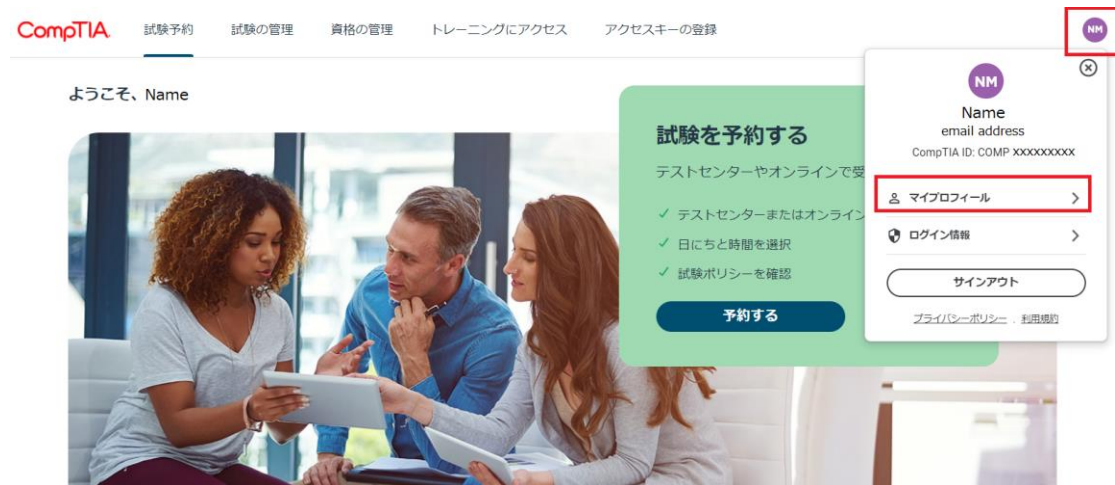 CompTIA. 試験予約 試験の管理 資格の管理 トレーニングにアクセス アクセスキーの登録 NM
ようこそ、Name
試験を予約する
テストセンターやオンラインで受
✓ テストセンターまたはオンライン
✓ 日にちと時間を選択
✓ 試験ポリシーを確認
予約する
NM
Name
email address
CompTIA ID: COMP xxxxxxxxx
マイプロフィール
ログイン情報
サインアウト
プライバシーポリシー . 利用規約